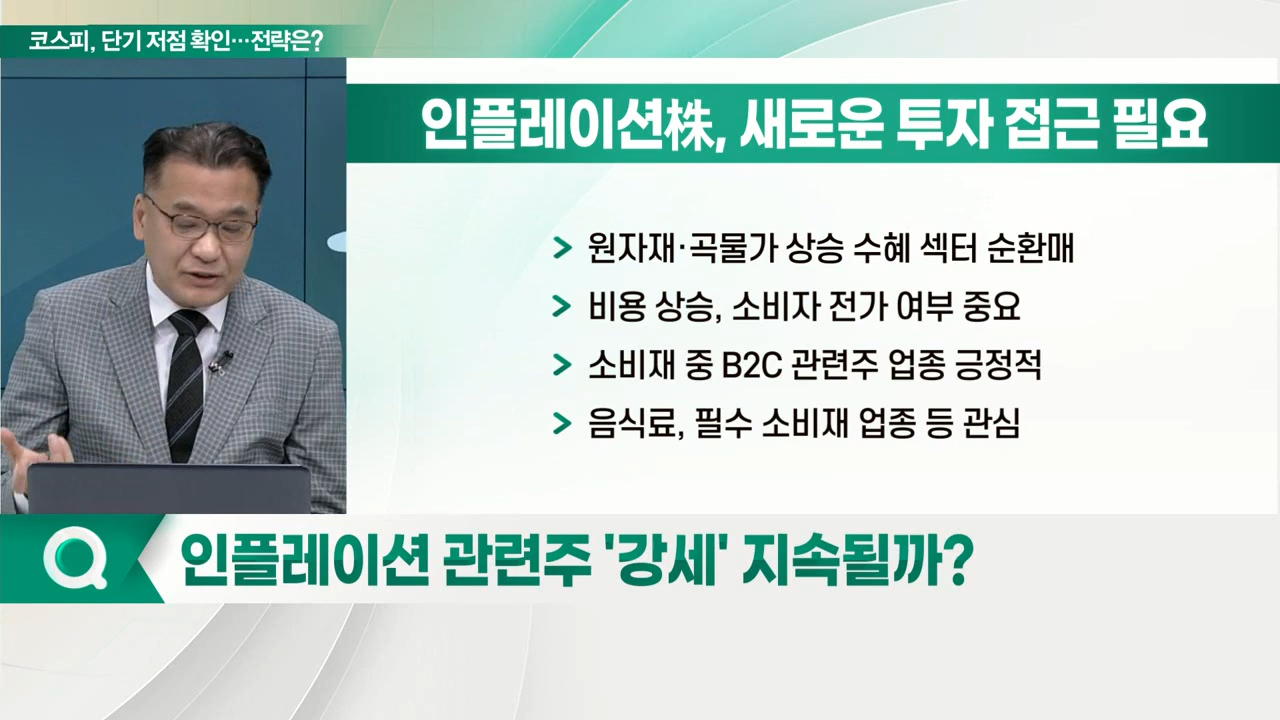 코스피, 단기 저점 확인…전략은?
인플레이션株, 새로운 투자 접근 필요
> 원자재·곡물가 상승 수혜 섹터 순환매
> 비용 상승, 소비자 전가 여부 중요
> 소비재 중 B2C 관련주 업종 긍정적
> 음식료, 필수 소비재 업종 등 관심
Q 인플레이션 관련주 '강세' 지속될까?